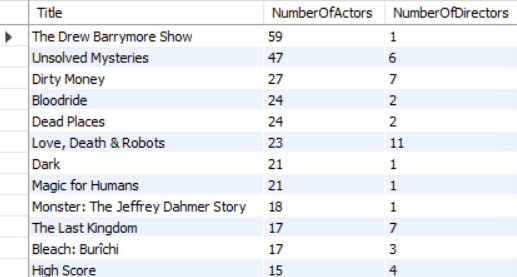 Title NumberOfActors NumberOfDirectors
The Drew Barrymore Show 59 1
Unsolved Mysteries 47 6
Dirty Money 27 7
Bloodride 24 2
Dead Places 24 2
Love, Death & Robots 23 11
Dark 21 1
Magic for Humans 21 1
Monster: The Jeffrey Dahmer Story 18 1
The Last Kingdom 17 7
Bleach: Burîchi 17 3
High Score 15 4